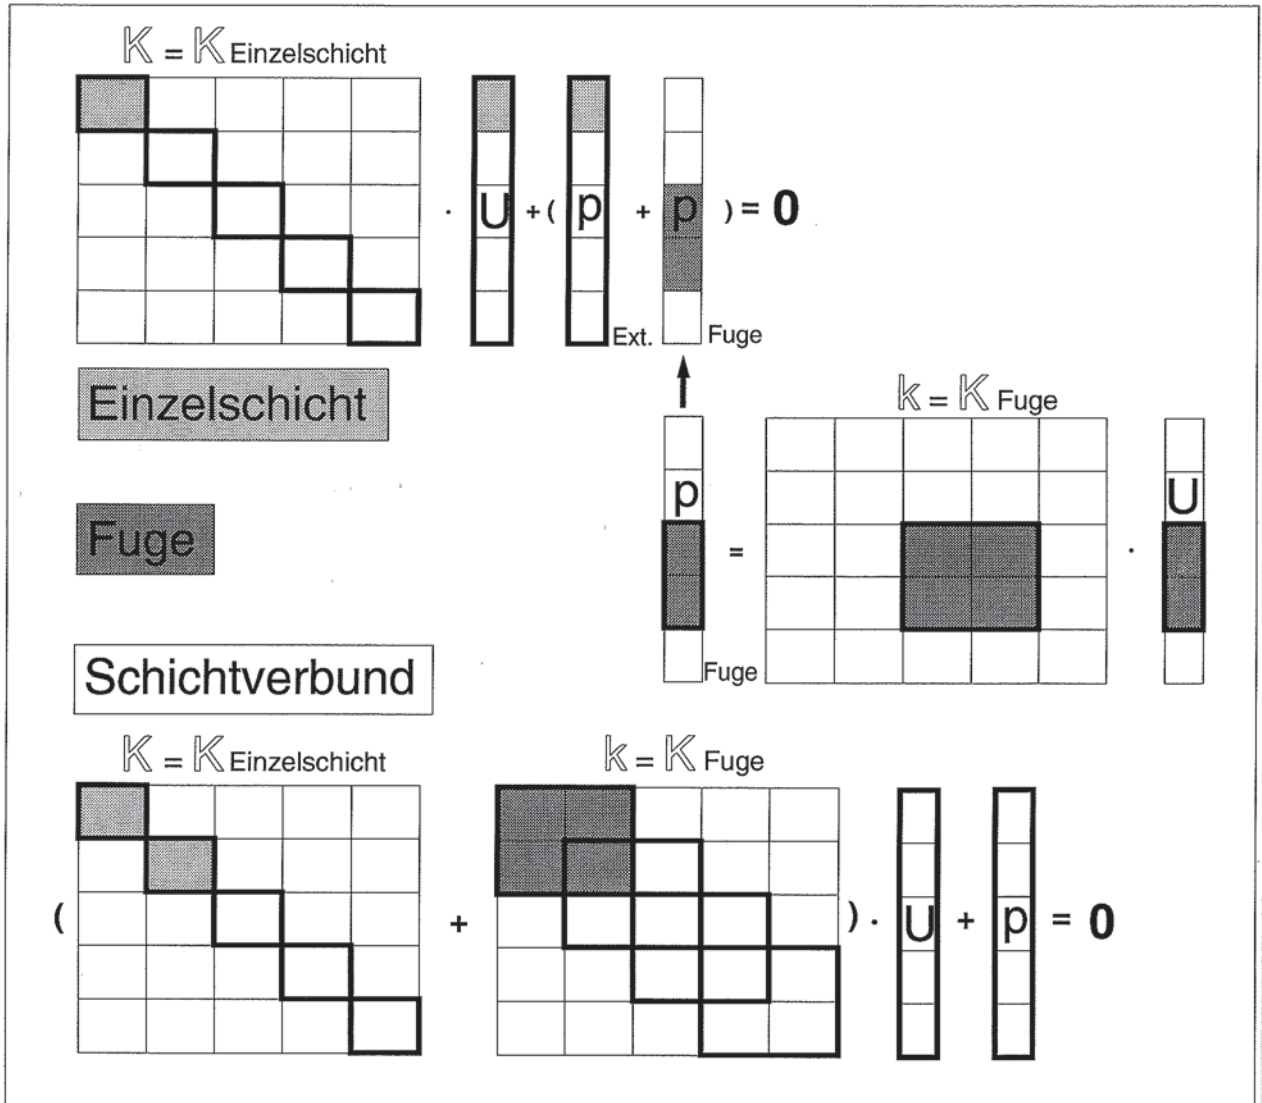 K = K Einzelschicht
· U + ( p + p ) = 0
Ext. Fuge
Einzelschicht
k = K Fuge
p = · U
Fuge
Fuge
Schichtverbund
K = K Einzelschicht k = K Fuge
( + ) · U + p = 0